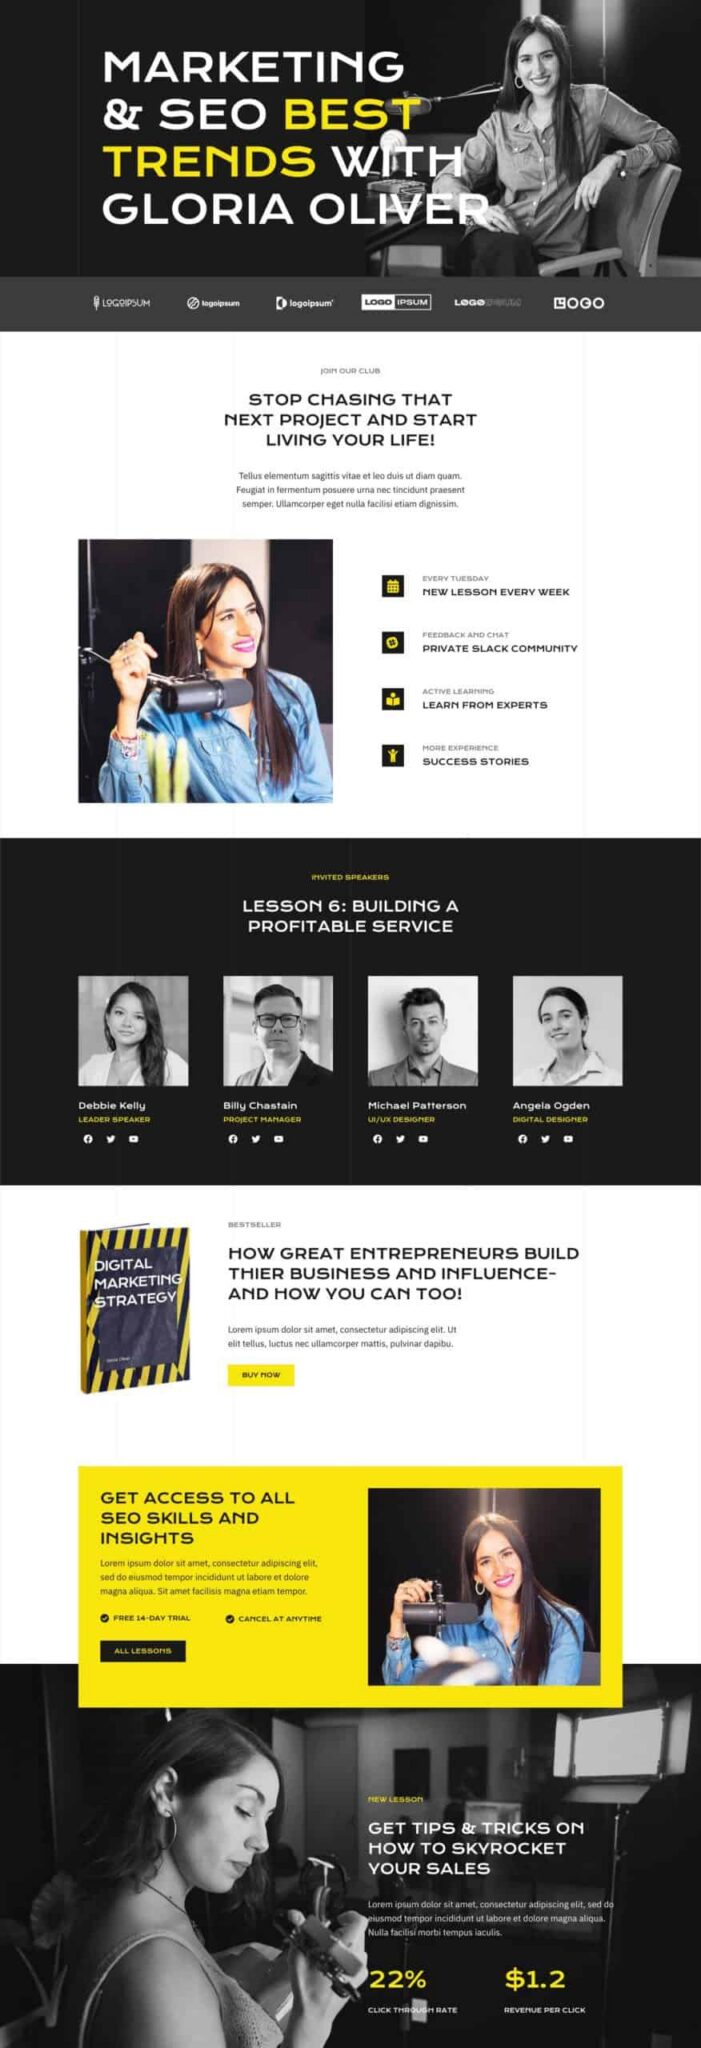 MARKETING
& SEO BEST
TRENDS WITH
GLORIA OLIVER
LOGOIPSUM
logoipsum
logoipsum
LOGO IPSUM
LOGOIPSUM
LOGO
JOIN OUR CLUB
STOP CHASING THAT
NEXT PROJECT AND START
LIVING YOUR LIFE!
Tellus elementum sagittis vitae et leo duis ut diam quam.
Feugiat in fermentum posuere urna nec tincidunt praesent
semper. Ullamcorper eget nulla facilisi etiam dignissim.
EVERY TUESDAY
NEW LESSON EVERY WEEK
FEEDBACK AND CHAT
PRIVATE SLACK COMMUNITY
ACTIVE LEARNING
LEARN FROM EXPERTS
MORE EXPERIENCE
SUCCESS STORIES
INVITED SPEAKERS
LESSON 6: BUILDING A
PROFITABLE SERVICE
Debbie Kelly
LEADER SPEAKER
Billy Chastain
PROJECT MANAGER
Michael Patterson
UI/UX DESIGNER
Angela Ogden
DIGITAL DESIGNER
DIGITAL
MARKETING
STRATEGY
BESTSELLER
HOW GREAT ENTREPRENEURS BUILD
THIER BUSINESS AND INFLUENCE-
AND HOW YOU CAN TOO!
Lorem ipsum dolor sit amet, consectetur adipiscing elit. Ut
elit tellus, luctus nec ullamcorper mattis, pulvinar dapibu.
BUY NOW
GET ACCESS TO ALL
SEO SKILLS AND
INSIGHTS
Lorem ipsum dolor sit amet, consectetur adipiscing elit,
sed do eiusmod tempor incididunt ut labore et dolore
magna aliqua. Sit amet facilisis magna etiam tempor.
FREE 14-DAY TRIAL
CANCEL AT ANYTIME
ALL LESSONS
NEW LESSON
GET TIPS & TRICKS ON
HOW TO SKYROCKET
YOUR SALES
Lorem ipsum dolor sit amet, consectetur adipiscing elit, sed do
eiusmod tempor incididunt ut labore et dolore magna aliqua.
Nulla facilisi morbi tempus iaculis.
22%
CLICK THROUGH RATE
$1.2
REVENUE PER CLICK